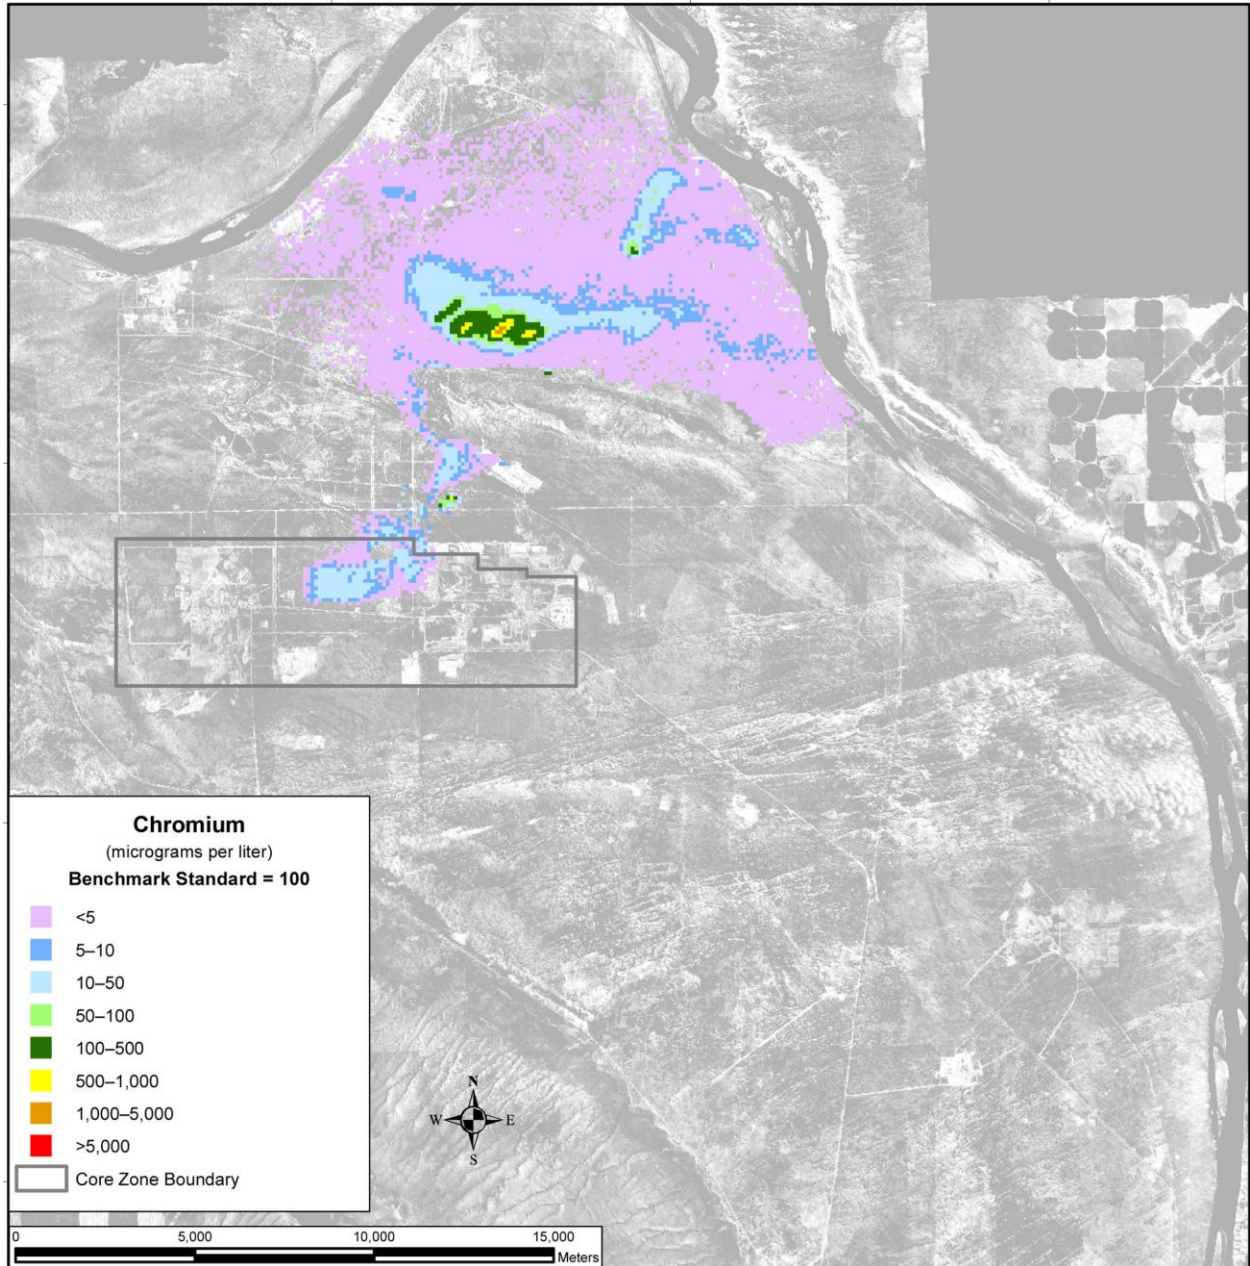 Chromium
(micrograms per liter)
Benchmark Standard = 100
<5
5–10
10–50
50–100
100–500
500–1,000
1,000–5,000
>5,000
Core Zone Boundary
N
W E
S
0 5,000 10,000 15,000
Meters